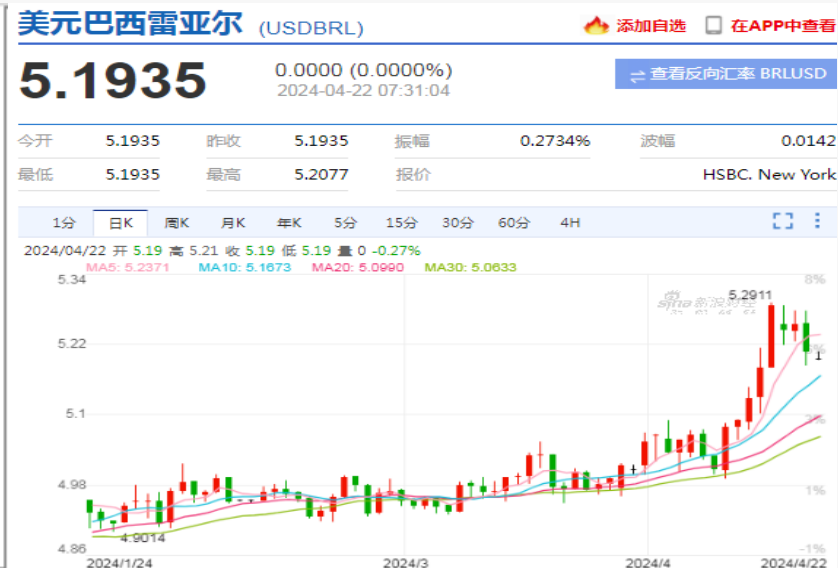 美元巴西雷亚尔 (USDBRL) 添加自选 在APP中查看
5.1935 0.0000 (0.0000%) 查看反向汇率 BRLUSD
2024-04-22 07:31:04
今开 5.1935 昨收 5.1935 振幅 0.2734% 波幅 0.0142
最低 5.1935 最高 5.2077 报价 HSBC. New York
1分 日K 周K 月K 年K 5分 15分 30分 60分 4H
2024/04/22 开 5.19 高 5.21 收 5.19 低 5.19 量 0 -0.27%
MA5: 5.2371 MA10: 5.1673 MA20: 5.0990 MA30: 5.0633
5.34 8%
5.2911
sina 新浪财经
5.22
5.1
4.98 1%
4.9014
4.86 -1%
2024/1/24 2024/3 2024/4 2024/4/22